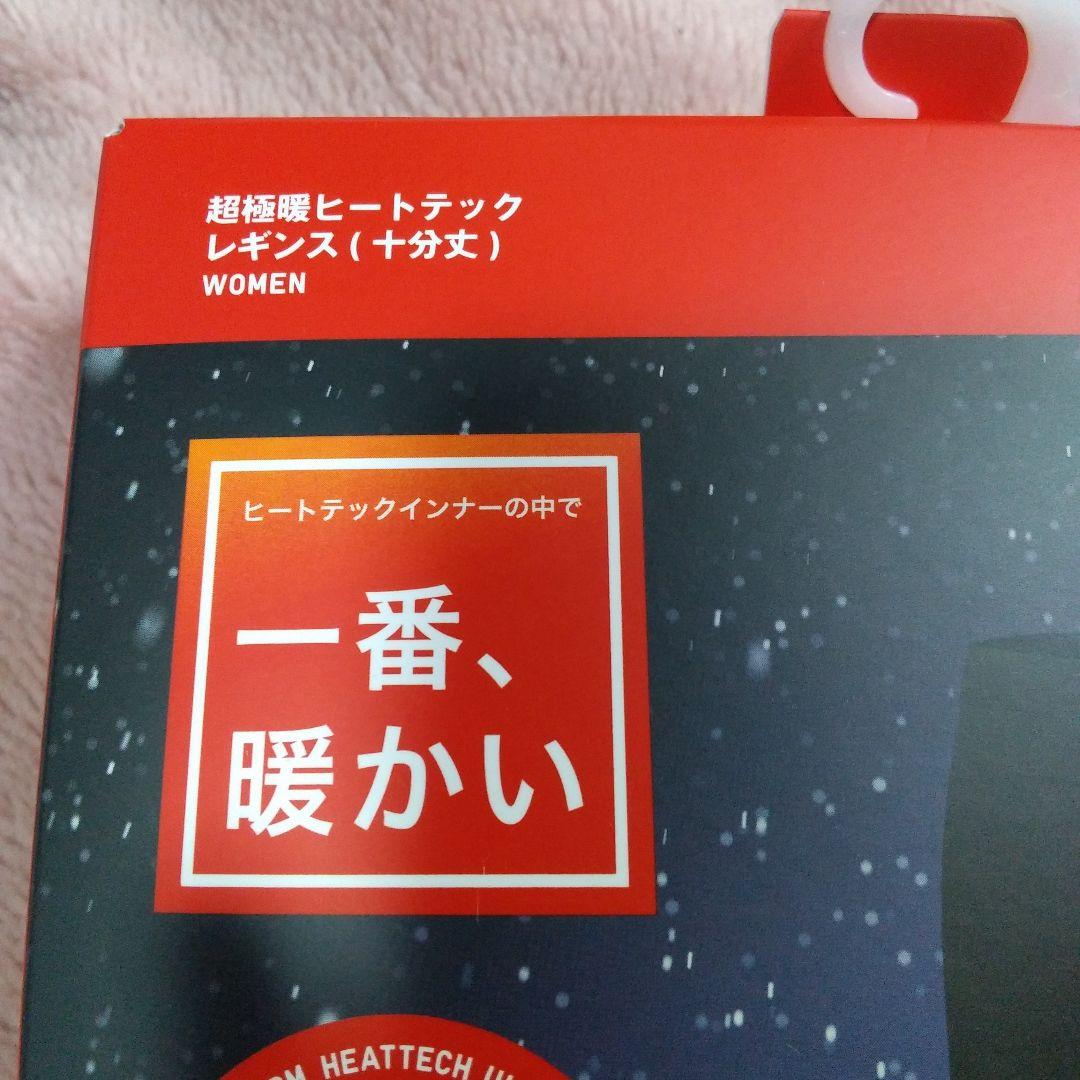 超極暖ヒートテック
レギンス(十分丈)
WOMEN
ヒートテックインナーの中で
一番、
暖かい
HEATTECH